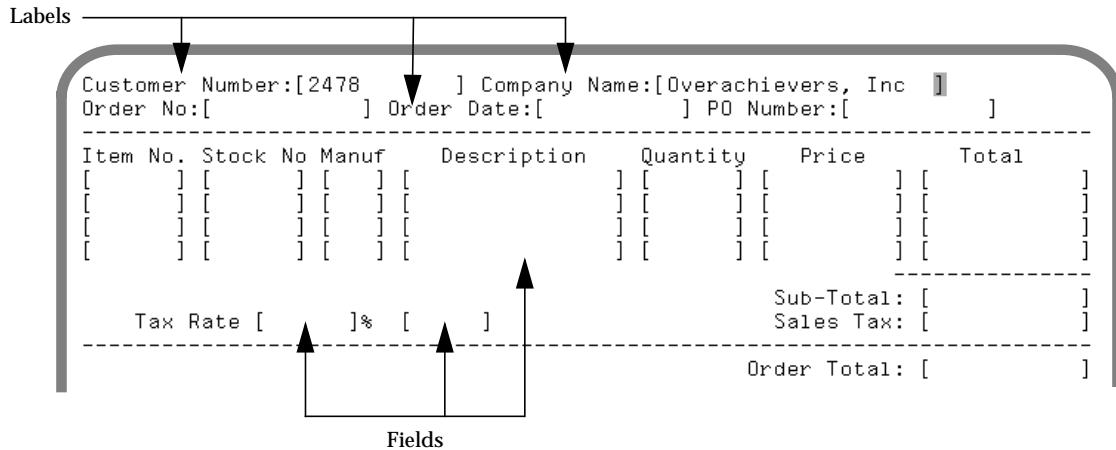 Labels
Customer Number:[2478 ] Company Name:[Overachievers, Inc ]
Order No:[ ] Order Date:[ ] PO Number:[ ]
Item No. Stock No Manuf Description Quantity Price Total
[ ] [ ] [ ] [ ] [ ] [ ] [ ]
[ ] [ ] [ ] [ ] [ ] [ ] [ ]
[ ] [ ] [ ] [ ] [ ] [ ] [ ]
[ ] [ ] [ ] [ ] [ ] [ ] [ ]
Sub-Total: [ ]
Tax Rate [ ]% [ ] Sales Tax: [ ]
Order Total: [ ]
Fields